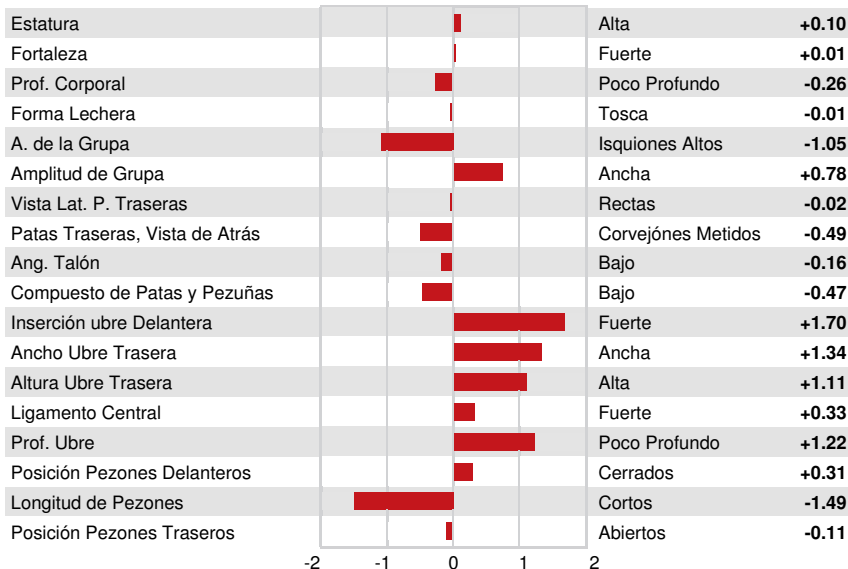 Estatura Alta +0.10
Fortaleza Fuerte +0.01
Prof. Corporal Poco Profundo -0.26
Forma Lechera Tosca -0.01
A. de la Grupa Isquiones Altos -1.05
Amplitud de Grupa Ancha +0.78
Vista Lat. P. Traseras Rectas -0.02
Patas Traseras, Vista de Atrás Corvejónes Metidos -0.49
Ang. Talón Bajo -0.16
Compuesto de Patas y Pezuñas Bajo -0.47
Inserción ubre Delantera Fuerte +1.70
Ancho Ubre Trasera Ancha +1.34
Altura Ubre Trasera Alta +1.11
Ligamento Central Fuerte +0.33
Prof. Ubre Poco Profundo +1.22
Posición Pezones Delanteros Cerrados +0.31
Longitud de Pezones Cortos -1.49
Posición Pezones Traseros Abiertos -0.11
-2 -1 0 1 2